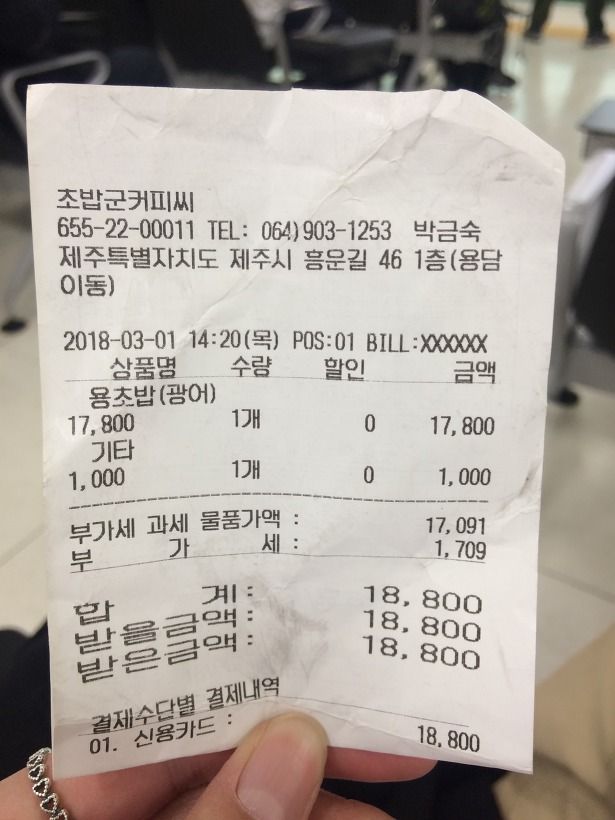 초밥군커피씨
655-22-00011 TEL: 064)903-1253 박금숙
제주특별자치도 제주시 흥운길 46 1층(용담
이동)
2018-03-01 14:20(목) POS:01 BILL:XXXXXX
상품명 수량 할인 금액
용초밥(광어)
17,800 1개 0 17,800
기타
1,000 1개 0 1,000
부가세 과세 물품가액 : 17,091
부 가 세 : 1,709
합 계 : 18,800
받을금액 : 18,800
받은금액 : 18,800
결제수단별 결제내역
01. 신용카드 : 18,800